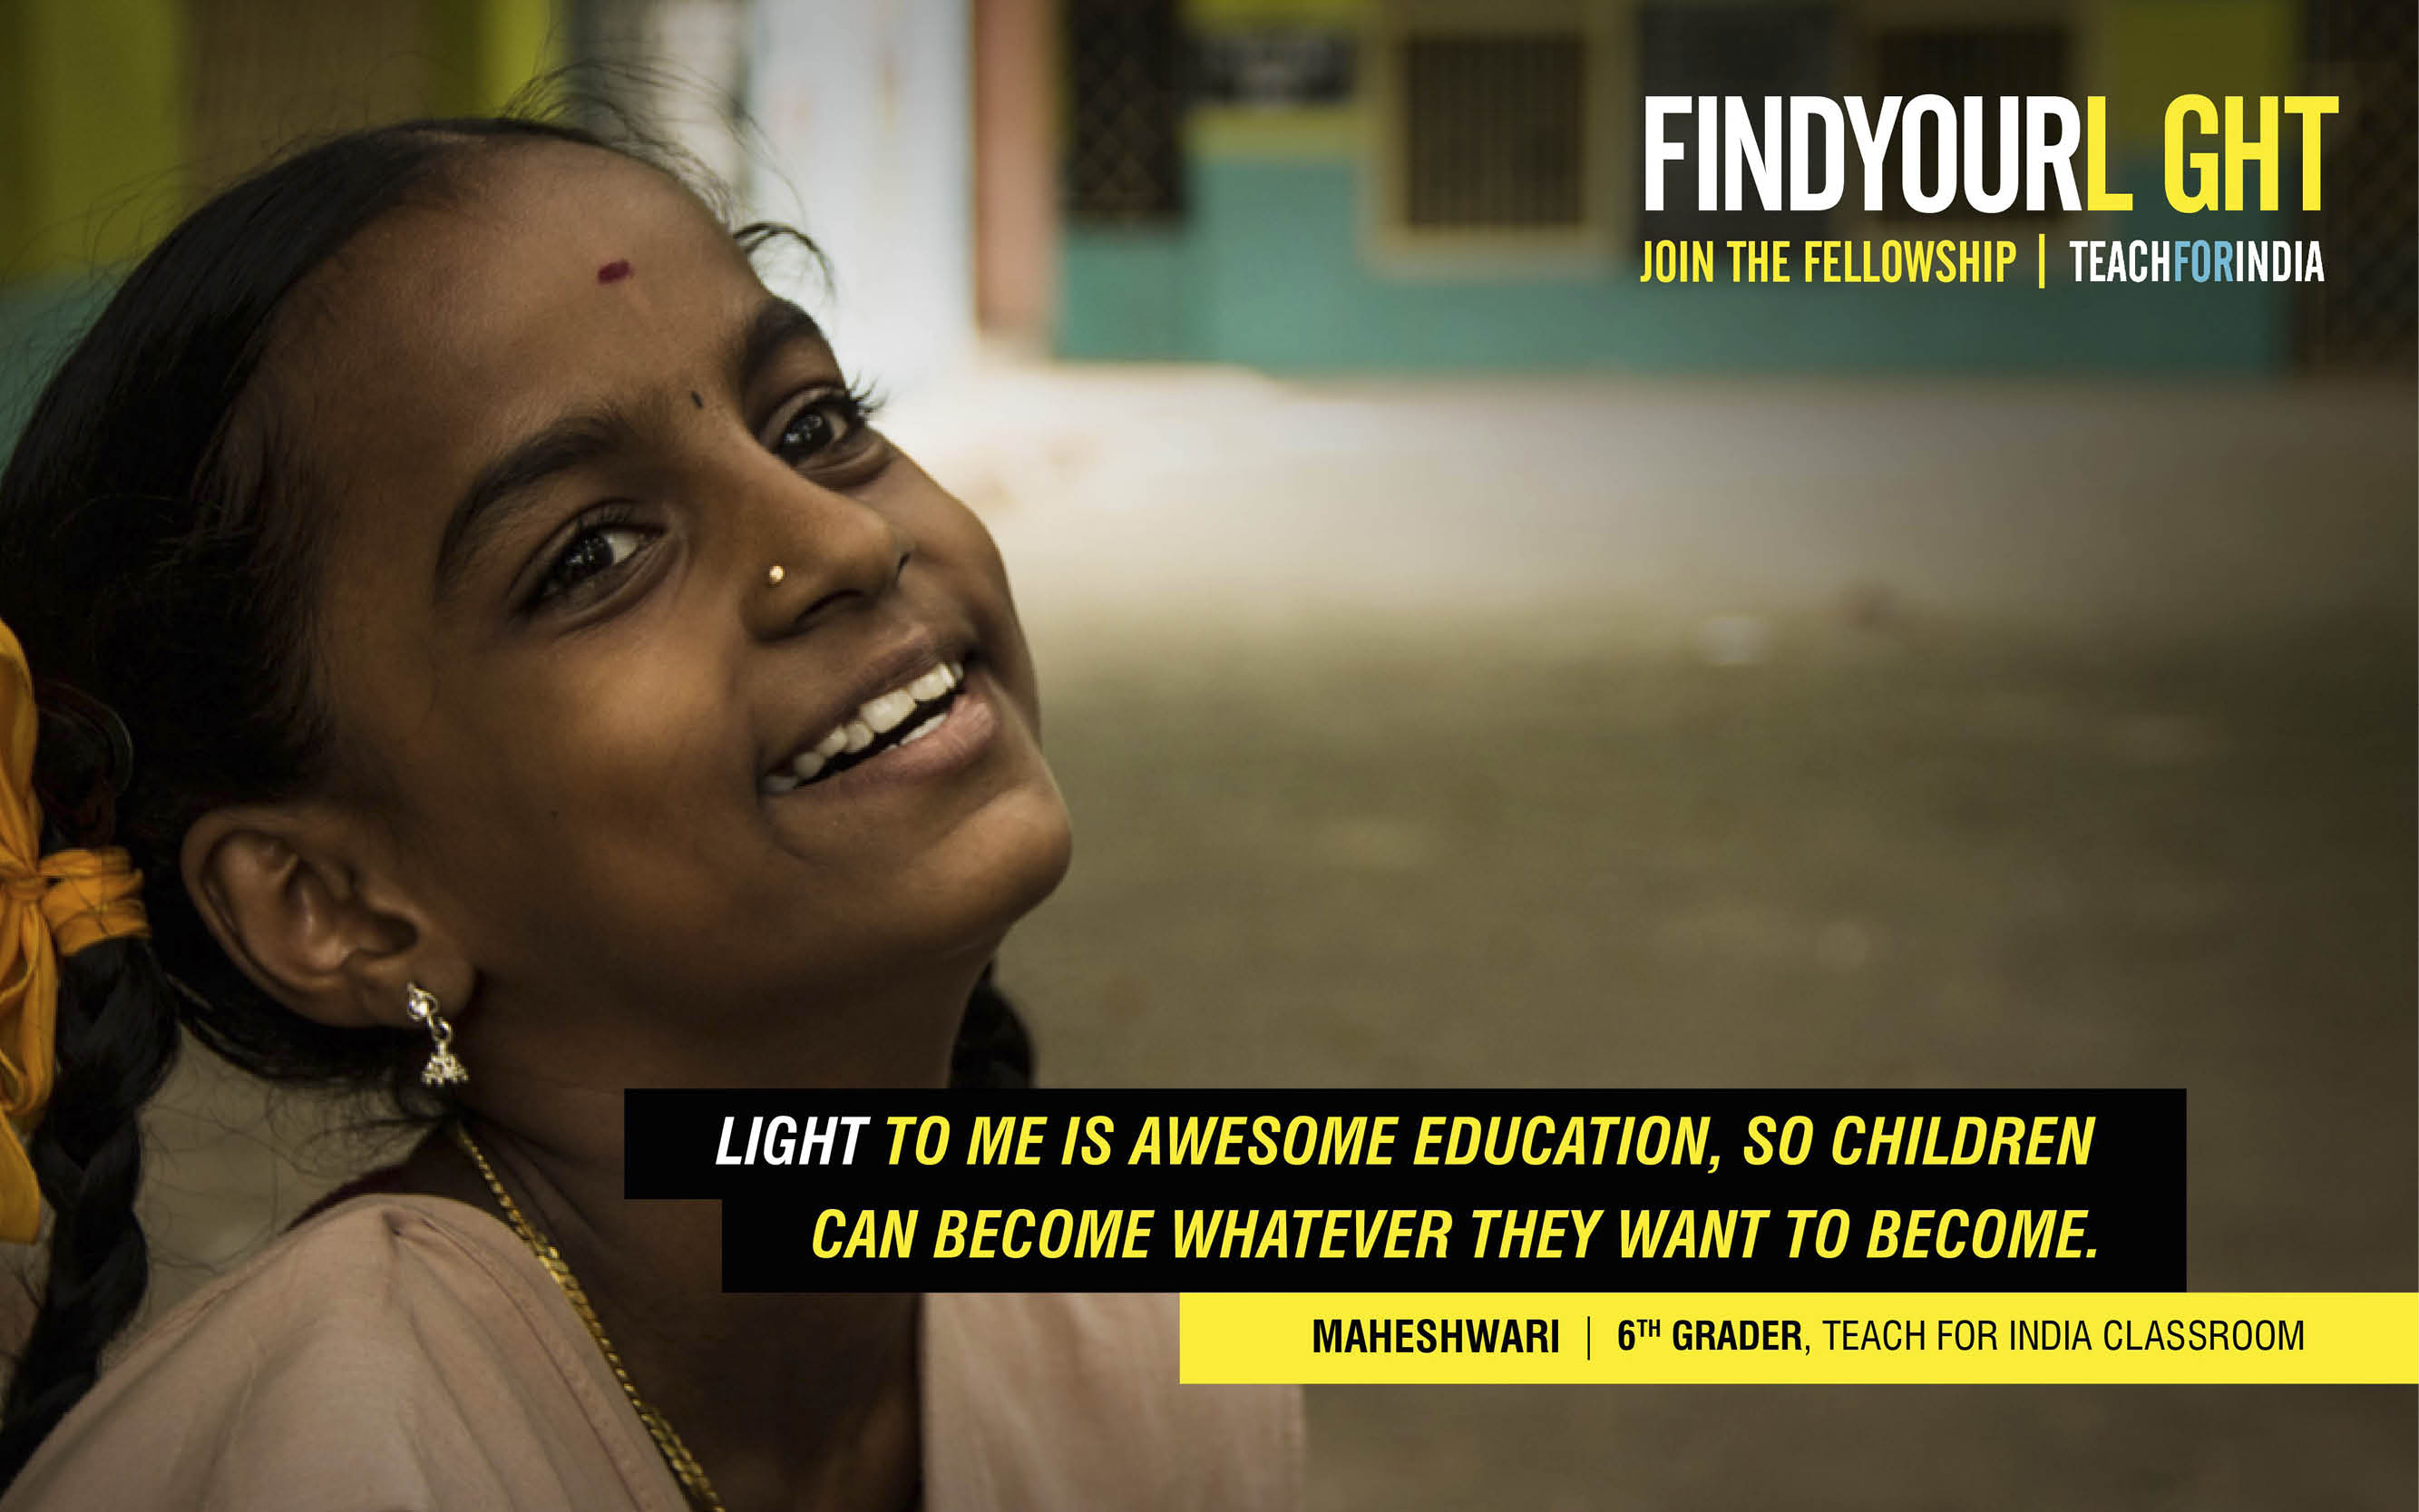 FINDYOURL GHT
JOIN THE FELLOWSHIP | TEACHFORINDIA
LIGHT TO ME IS AWESOME EDUCATION, SO CHILDREN
CAN BECOME WHATEVER THEY WANT TO BECOME.
MAHESHWARI | 6TH GRADER, TEACH FOR INDIA CLASSROOM